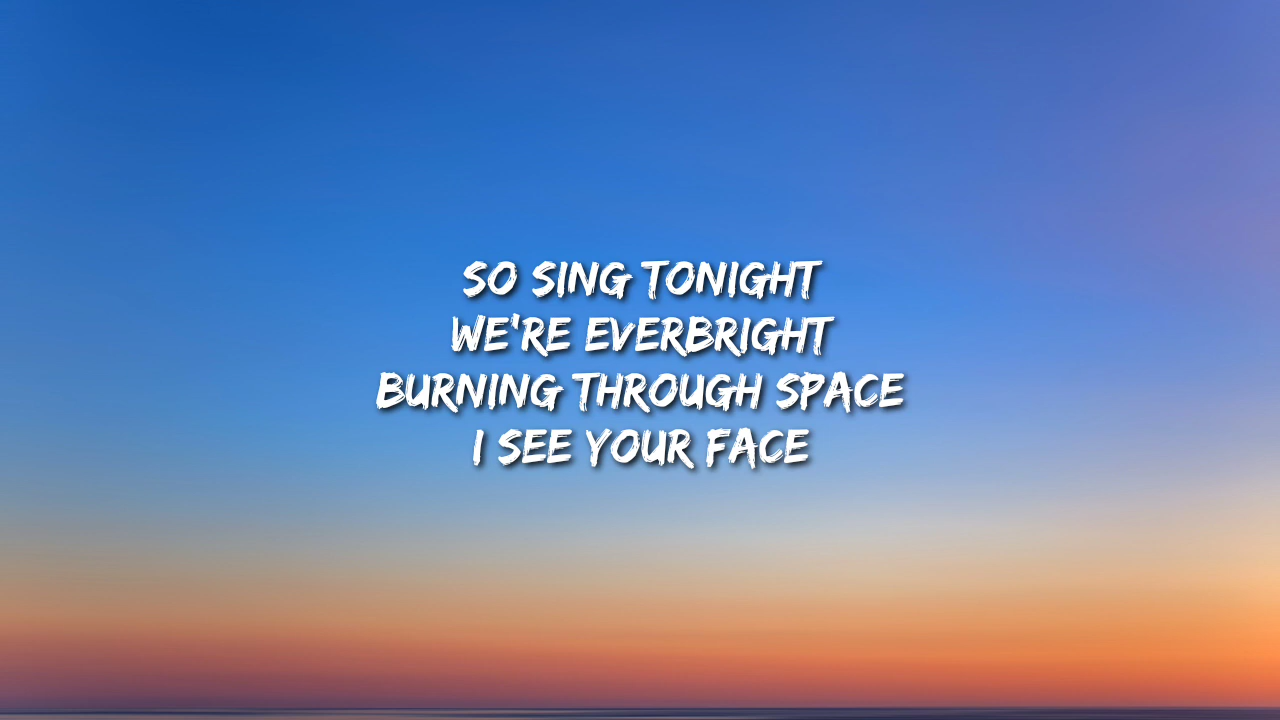 SO SING TONIGHT
WE'RE EVERBRIGHT
BURNING THROUGH SPACE
I SEE YOUR FACE